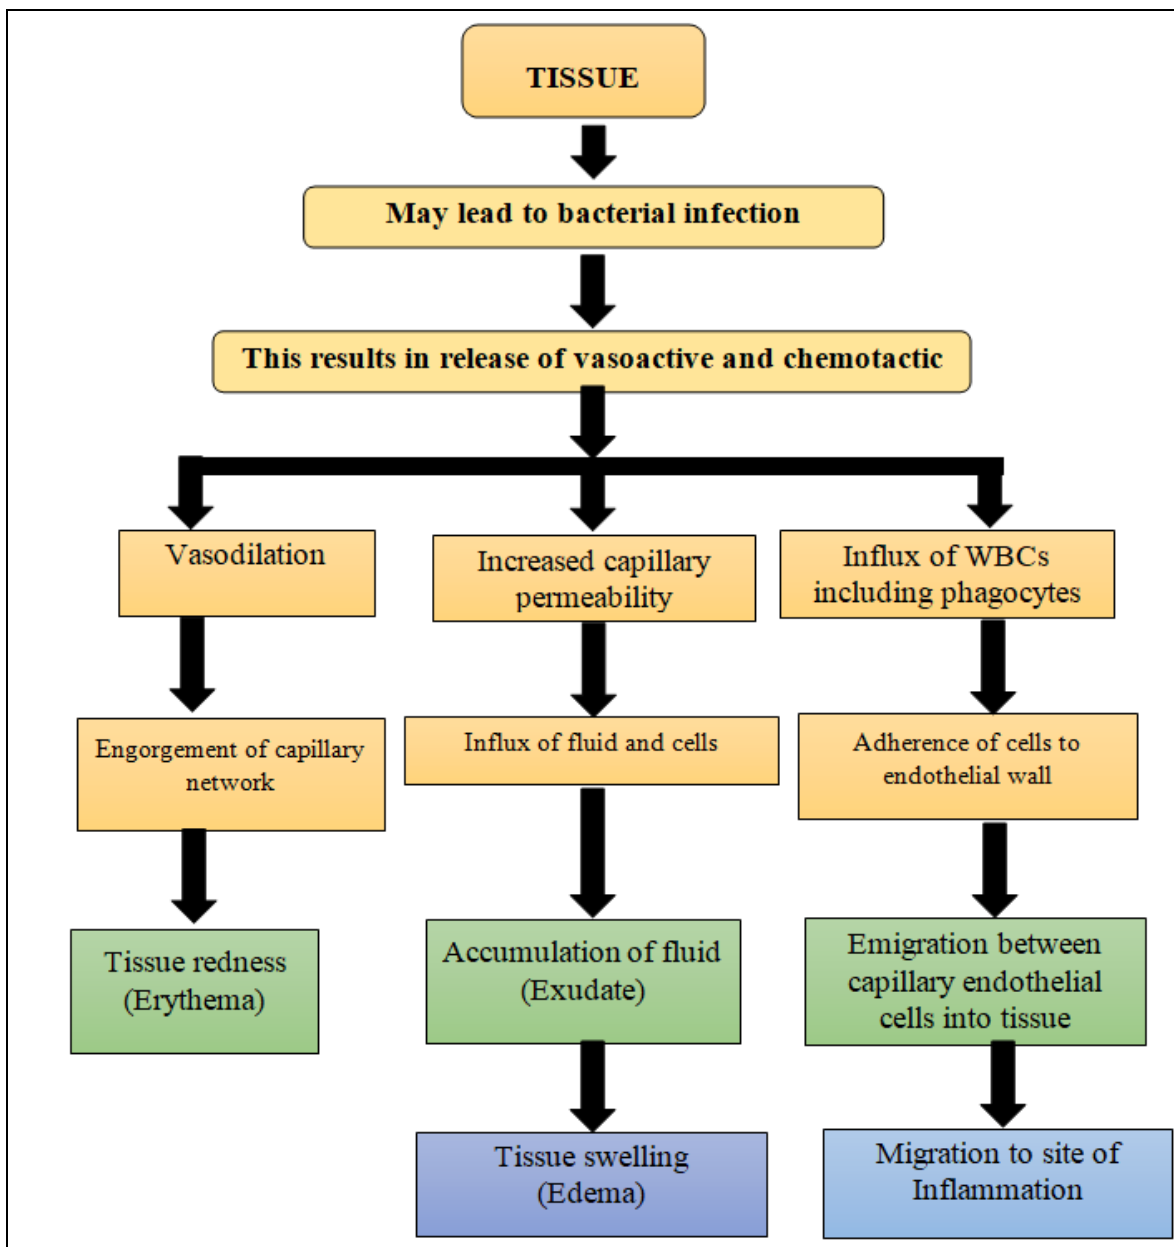 TISSUE
May lead to bacterial infection
This results in release of vasoactive and chemotactic
Vasodilation
Increased capillary
permeability
Influx of WBCs
including phagocytes
Engorgement of capillary
network
Influx of fluid and cells
Adherence of cells to
endothelial wall
Tissue redness
(Erythema)
Accumulation of fluid
(Exudate)
Emigration between
capillary endothelial
cells into tissue
Tissue swelling
(Edema)
Migration to site of
Inflammation